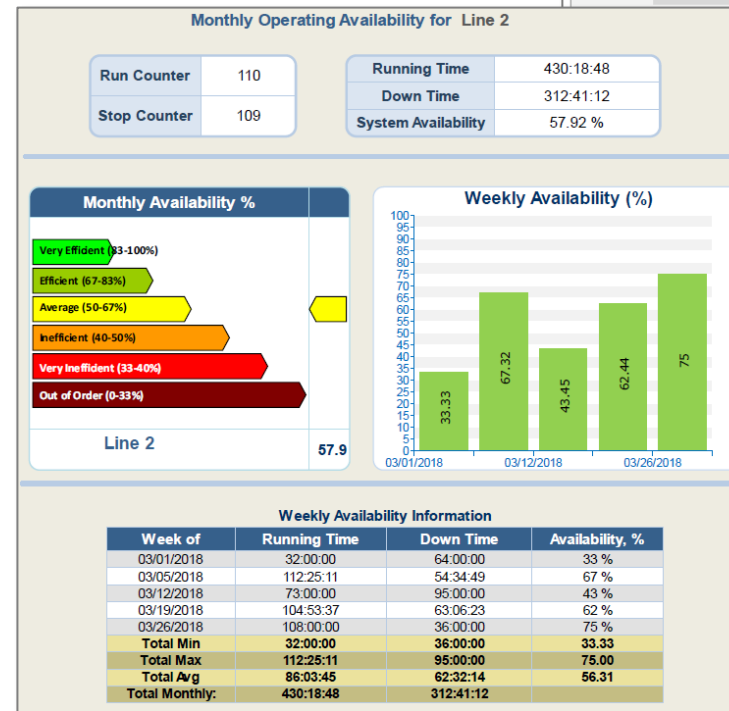 Monthly Operating Availability for Line 2
Run Counter 110
Stop Counter 109
Running Time 430:18:48
Down Time 312:41:12
System Availability 57.92 %
Monthly Availability %
Very Effident (83-100%)
Efficient (67-83%)
Average (50-67%)
Inefficient (40-50%)
Very Ineffident (33-40%)
Out of Order (0-33%)
Line 2 57.9
Weekly Availability (%)
100
95
90
85
80
75
70
65
60
55
50
45
40
35
30
25
20
15
10
5
0
33.33 67.32 43.45 62.44 75
03/01/2018 03/12/2018 03/26/2018
Weekly Availability Information
Week of Running Time Down Time Availability, %
03/01/2018 32:00:00 64:00:00 33 %
03/05/2018 112:25:11 54:34:49 67 %
03/12/2018 73:00:00 95:00:00 43 %
03/19/2018 104:53:37 63:06:23 62 %
03/26/2018 108:00:00 36:00:00 75 %
Total Min 32:00:00 36:00:00 33.33
Total Max 112:25:11 95:00:00 75.00
Total Avg 86:03:45 62:32:14 56.31
Total Monthly: 430:18:48 312:41:12